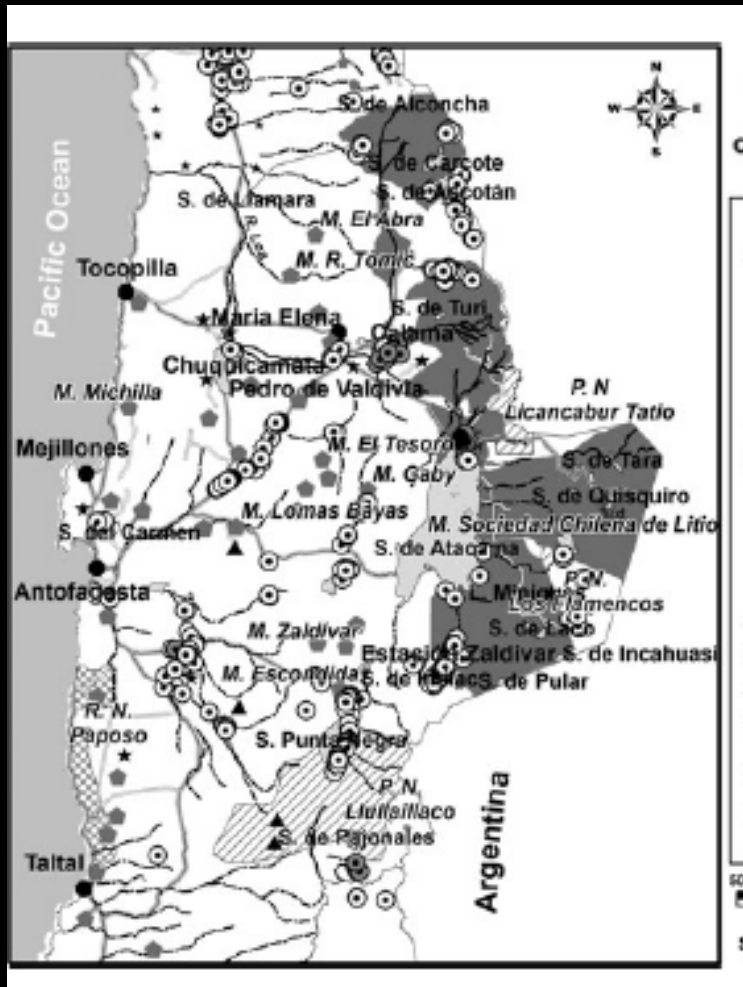 N
W
E
S
S. de Alconcha
S. de Carcote
S. de Ascotán
S. de Llamara
R. Loa
M. El Abra
M. R. Tomic
Pacific Ocean
Tocopilla
S. de Turi
Maria Elena
Calama
Chuquicamata
Pedro de Valdivia
M. Michilla
P. N
Licancabur Tatio
Mejillones
M. El Tesoro
S. de Tara
M. Gaby
S. de Quisquiro
M. Lomas Bayas
M. Sociedad Chilena de Litio
S. del Carmen
S. de Atacama
Antofagasta
L. Miniques
P. N.
Los Flamencos
M. Zaldivar
S. de Laco
Estación Zaldivar
S. de Incahuasi
M. Escondida
S. de Pular
R. N.
Paposo
S. Punta Negra
P. N.
Llullaillaco
S. de Pajonales
Argentina
Taltal